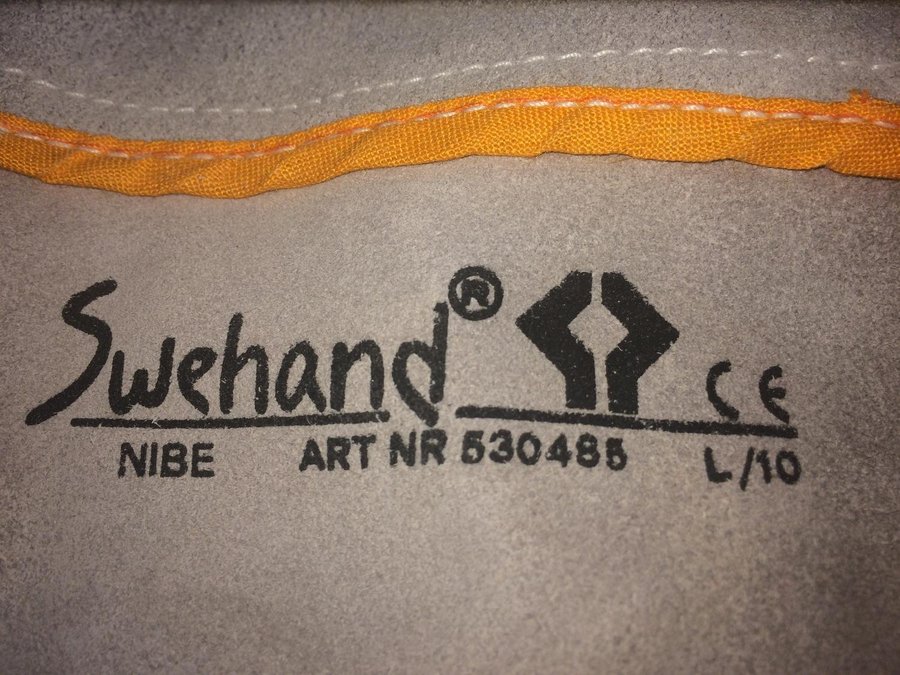 Swehand® CE
NIBE ART NR 530485 L/10